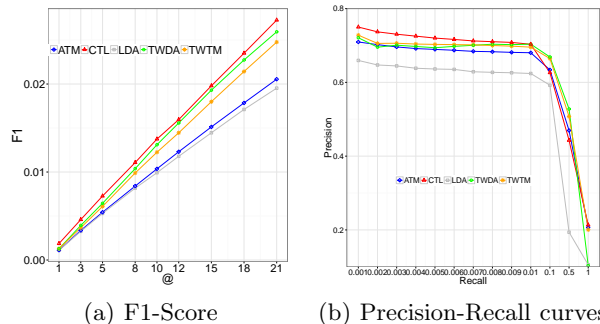 F1
0.02
0.01
0.00
ATM CTL LDA TWDA TWTM
1 3 5 8 10 12 15 18 21
@
(a) F1-Score
Precision
0.8
0.6
0.4
0.2
ATM CTL LDA TWDA TWTM
0.001 0.002 0.003 0.004 0.005 0.006 0.007 0.008 0.009 0.01 0.1 0.5 1
Recall
(b) Precision-Recall curves